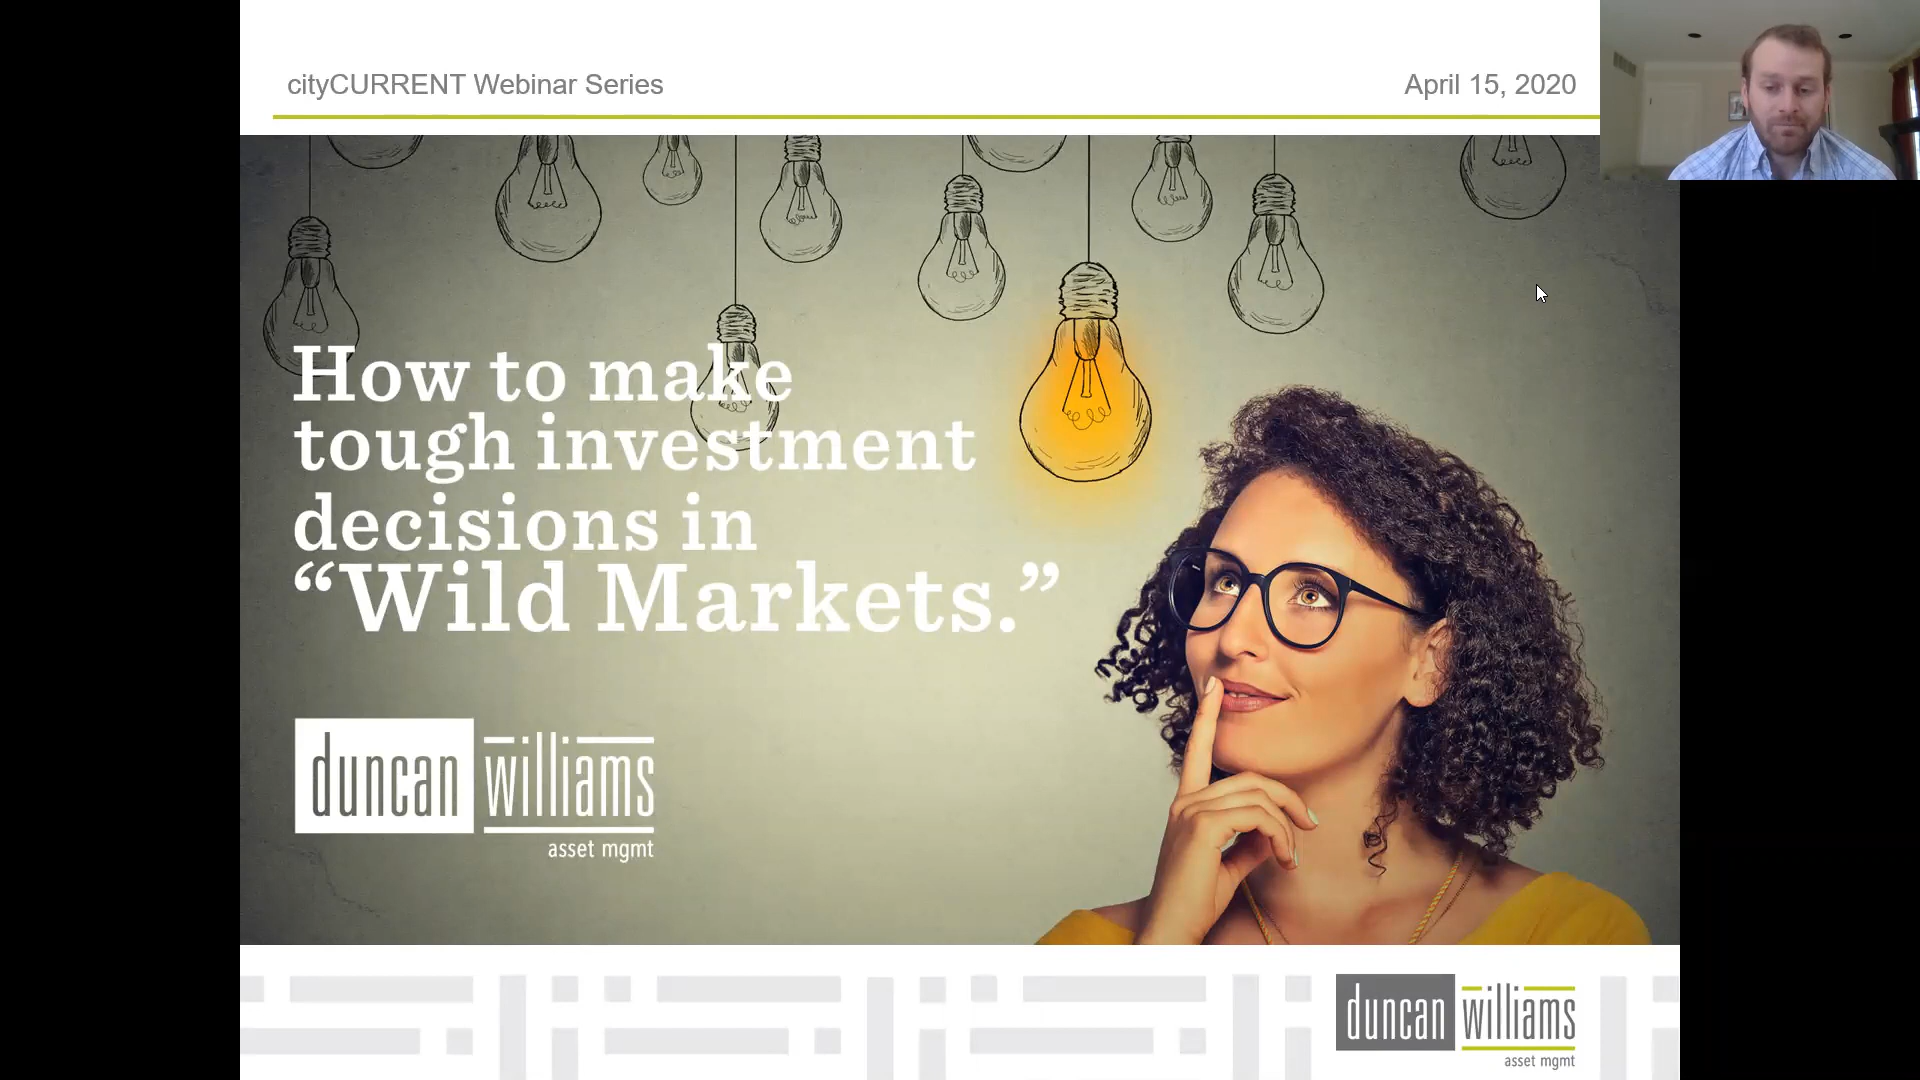 cityCURRENT Webinar Series
April 15, 2020
How to make
tough investment
decisions in
“Wild Markets.”
duncan williams
asset mgmt
duncan williams
asset mgmt